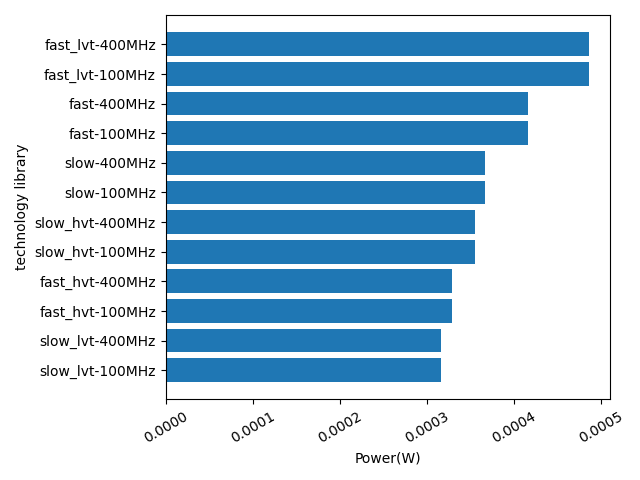 fast_lvt-400MHz
fast_lvt-100MHz
fast-400MHz
fast-100MHz
slow-400MHz
slow-100MHz
slow_hvt-400MHz
slow_hvt-100MHz
fast_hvt-400MHz
fast_hvt-100MHz
slow_lvt-400MHz
slow_lvt-100MHz
technology library
0.0000
0.0001
0.0002
0.0003
0.0004
0.0005
Power(W)